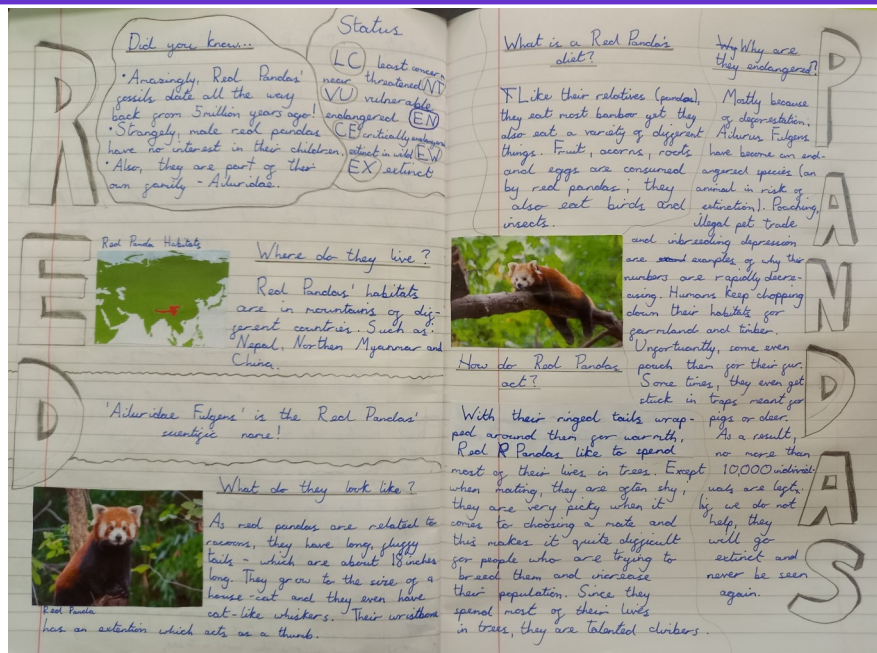 RED
Did you know...
• Amazingly, Red Pandas'
fossils date all the way
back from 5million years ago!
• Strangely, male red pandas
have no interest in their children.
• Also, they are part of their
own family - Ailuridae.
Status
LC least concern
near threatened NT
VU vulnerable
endangered EN
CE critically endangered
extinct in wild EW
EX extinct
Red Panda Habitats
Where do they live?
Red Pandas' habitats
are in mountains of dif-
ferent countries. Such as:
Nepal, Northen Myanmar and
China.
'Ailuridae Fulgens' is the Red Pandas'
scientific name!
What do they look like?
As red pandas are related to
racoons, they have long, fluffy
tails - which are about 18 inches
long. They grow to the size of a
house-cat and they even have
cat-like whiskers. Their wristbone
has an extention which acts as a thumb.
Red Panda
What is a Red Panda's
diet?
Like their relatives (pandas),
they eat most bamboo yet they
also eat a variety of different
things. Fruit, acorns, roots
and eggs are consumed
by red pandas, they
also eat birds and
insects.
How do Red Pandas
act?
With their ringed tails wrap-
ped around them for warmth,
Red Pandas like to spend
most of their lives in trees. Except
when mating, they are often shy,
they are very picky when it
comes to choosing a mate and
this makes it quite difficult
for people who are trying to
breed them and increase
their population. Since they
spend most of their lives
in trees, they are talented climbers.
Wy Why are
they endangered?
Mostly because
of deforestation,
Ailurus Fulgens
have become an end-
angered species (an
animal in risk of
extinction). Poaching,
illegal pet trade
and inbreeding depression
are examples of why their
numbers are rapidly decre-
asing. Humans keep chopping
down their habitats for
farmland and timber.
Unfortuantly, some even
poach them for their fur.
Some times, they even get
stuck in traps meant for
pigs or deer.
As a result,
no more than
10,000 individ-
uals are left.
If we do not
help, they
will go
extinct and
never be seen
again.
PANDAS